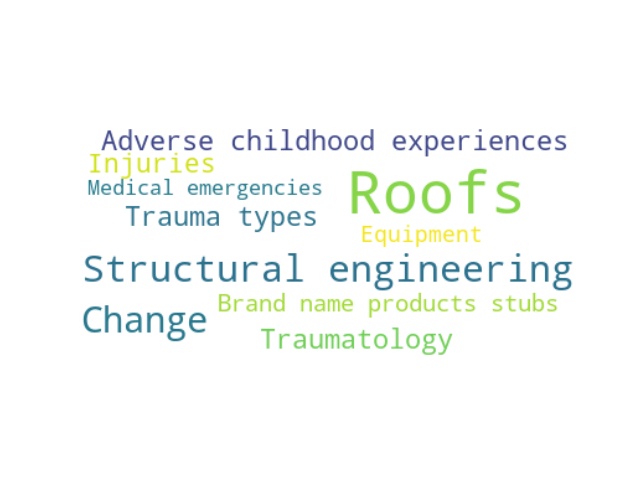 Adverse childhood experiences
Injuries
Medical emergencies
Roofs
Trauma types
Equipment
Structural engineering
Brand name products stubs
Change
Traumatology